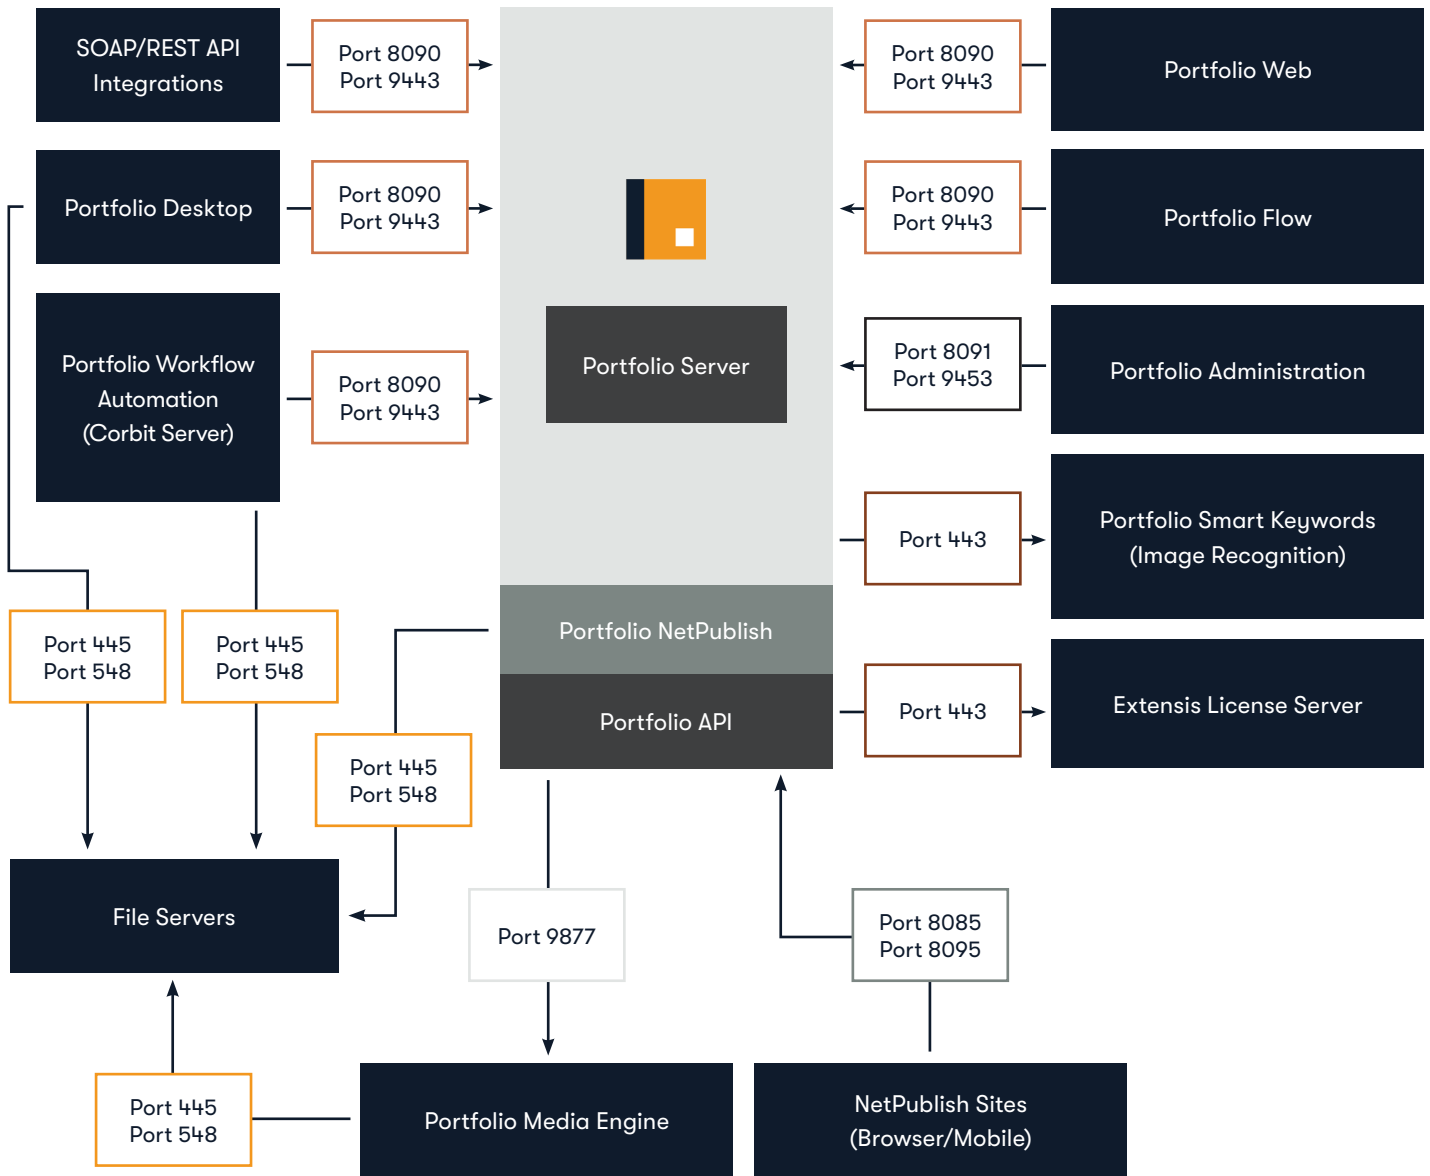 SOAP/REST API
Integrations
Port 8090
Port 9443
Port 8090
Port 9443
Portfolio Web
Portfolio Desktop
Port 8090
Port 9443
Port 8090
Port 9443
Portfolio Flow
Portfolio Workflow
Automation
(Corbit Server)
Port 8090
Port 9443
Portfolio Server
Port 8091
Port 9453
Portfolio Administration
Port 443
Portfolio Smart Keywords
(Image Recognition)
Port 445
Port 548
Port 445
Port 548
Portfolio NetPublish
Portfolio API
Port 443
Extensis License Server
Port 445
Port 548
File Servers
Port 9877
Port 8085
Port 8095
Port 445
Port 548
Portfolio Media Engine
NetPublish Sites
(Browser/Mobile)